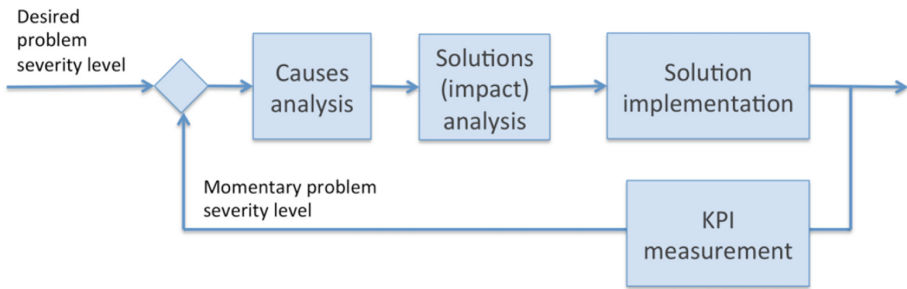 Desired
problem
severity level
Causes
analysis
Solutions
(impact)
analysis
Solution
implementation
Momentary problem
severity level
KPI
measurement